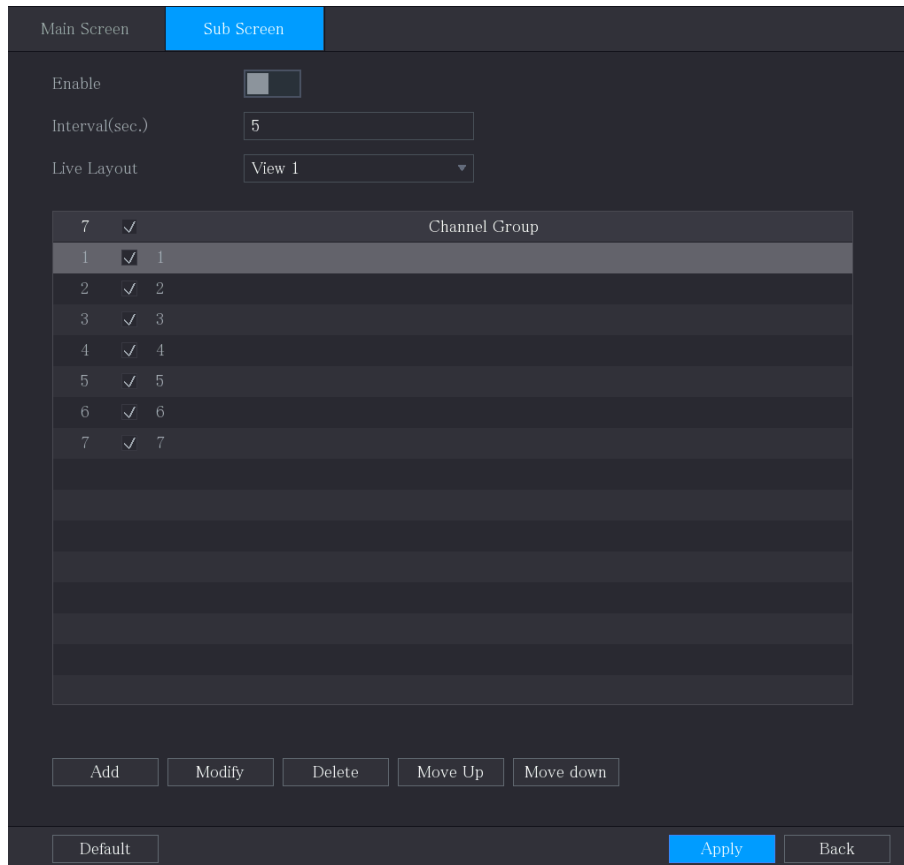 Main Screen Sub Screen
Enable
Interval(sec.) 5
Live Layout View 1
7 Channel Group
1 1
2 2
3 3
4 4
5 5
6 6
7 7
Add Modify Delete Move Up Move down
Default Apply Back